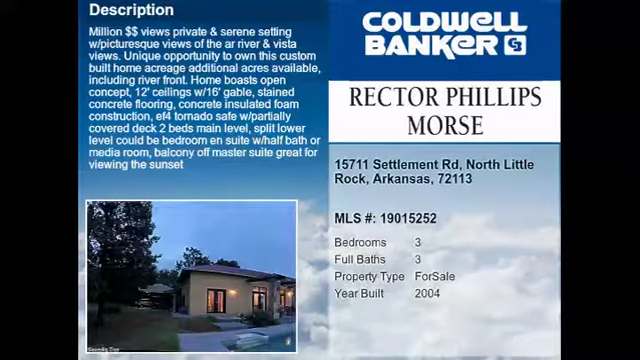 Description
Million $$ views private & serene setting
w/picturesque views of the ar river & vista
views. Unique opportunity to own this custom
built home acreage additional acres available,
including river front. Home boasts open
concept, 12' ceilings w/16' gable, stained
concrete flooring, concrete insulated foam
construction, ef4 tornado safe w/partially
covered deck 2 beds main level, split lower
level could be bedroom en suite w/half bath or
media room, balcony off master suite great for
viewing the sunset
COLDWELL
BANKER CB
RECTOR PHILLIPS
MORSE
15711 Settlement Rd, North Little
Rock, Arkansas, 72113
MLS #: 19015252
Bedrooms 3
Full Baths 3
Property Type ForSale
Year Built 2004